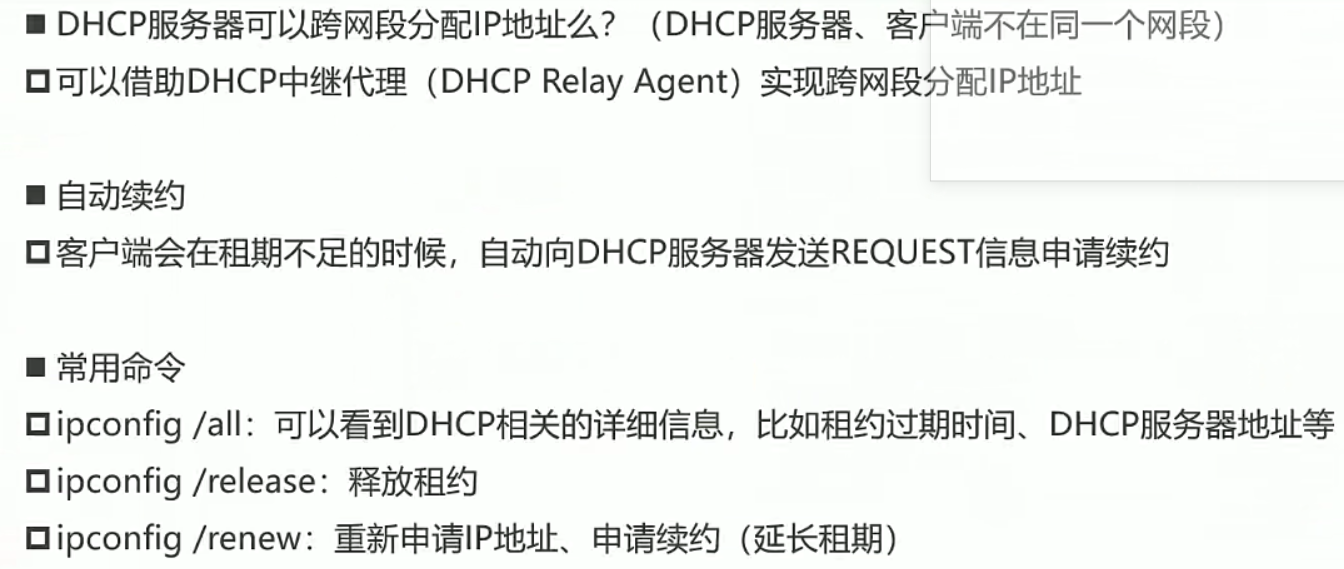 ■ DHCP服务器可以跨网段分配IP地址么？（DHCP服务器、客户端不在同一个网段）
□ 可以借助DHCP中继代理（DHCP Relay Agent）实现跨网段分配IP地址
■ 自动续约
□ 客户端会在租期不足的时候，自动向DHCP服务器发送REQUEST信息申请续约
■ 常用命令
□ ipconfig /all：可以看到DHCP相关的详细信息，比如租约过期时间、DHCP服务器地址等
□ ipconfig /release：释放租约
□ ipconfig /renew：重新申请IP地址、申请续约（延长租期）